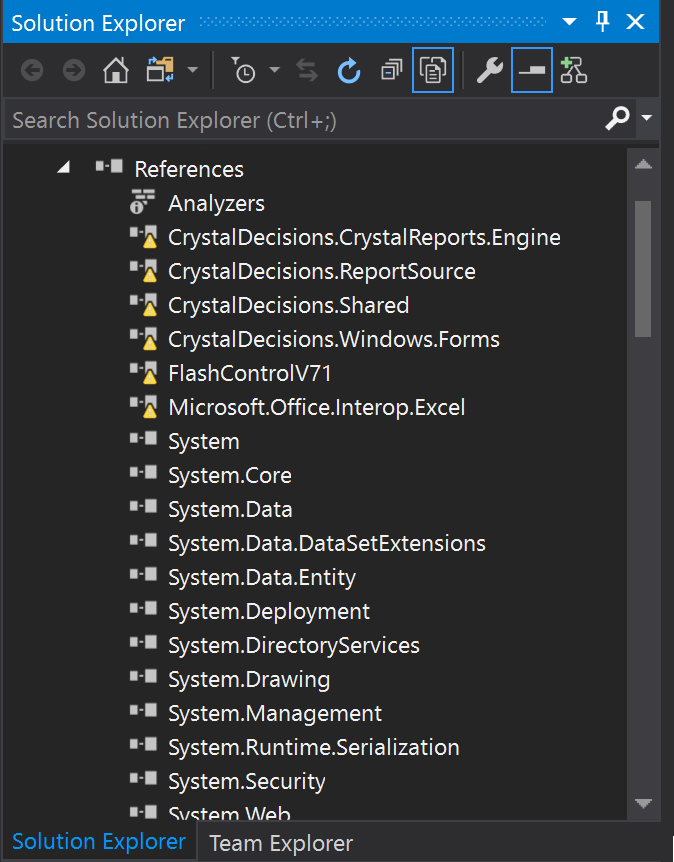 Solution Explorer
Search Solution Explorer (Ctrl+;)
References
Analyzers
CrystalDecisions.CrystalReports.Engine
CrystalDecisions.ReportSource
CrystalDecisions.Shared
CrystalDecisions.Windows.Forms
FlashControlV71
Microsoft.Office.Interop.Excel
System
System.Core
System.Data
System.Data.DataSetExtensions
System.Data.Entity
System.Deployment
System.DirectoryServices
System.Drawing
System.Management
System.Runtime.Serialization
System.Security
System.Web
Solution Explorer Team Explorer